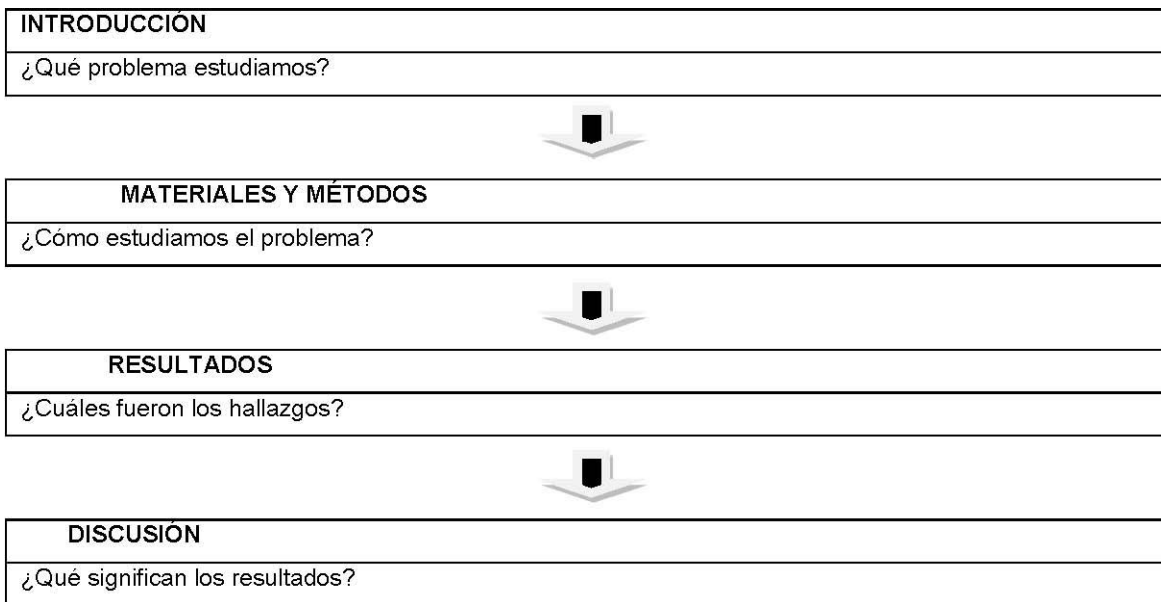 INTRODUCCIÓN
¿Qué problema estudiamos?
MATERIALES Y MÉTODOS
¿Cómo estudiamos el problema?
RESULTADOS
¿Cuáles fueron los hallazgos?
DISCUSIÓN
¿Qué significan los resultados?